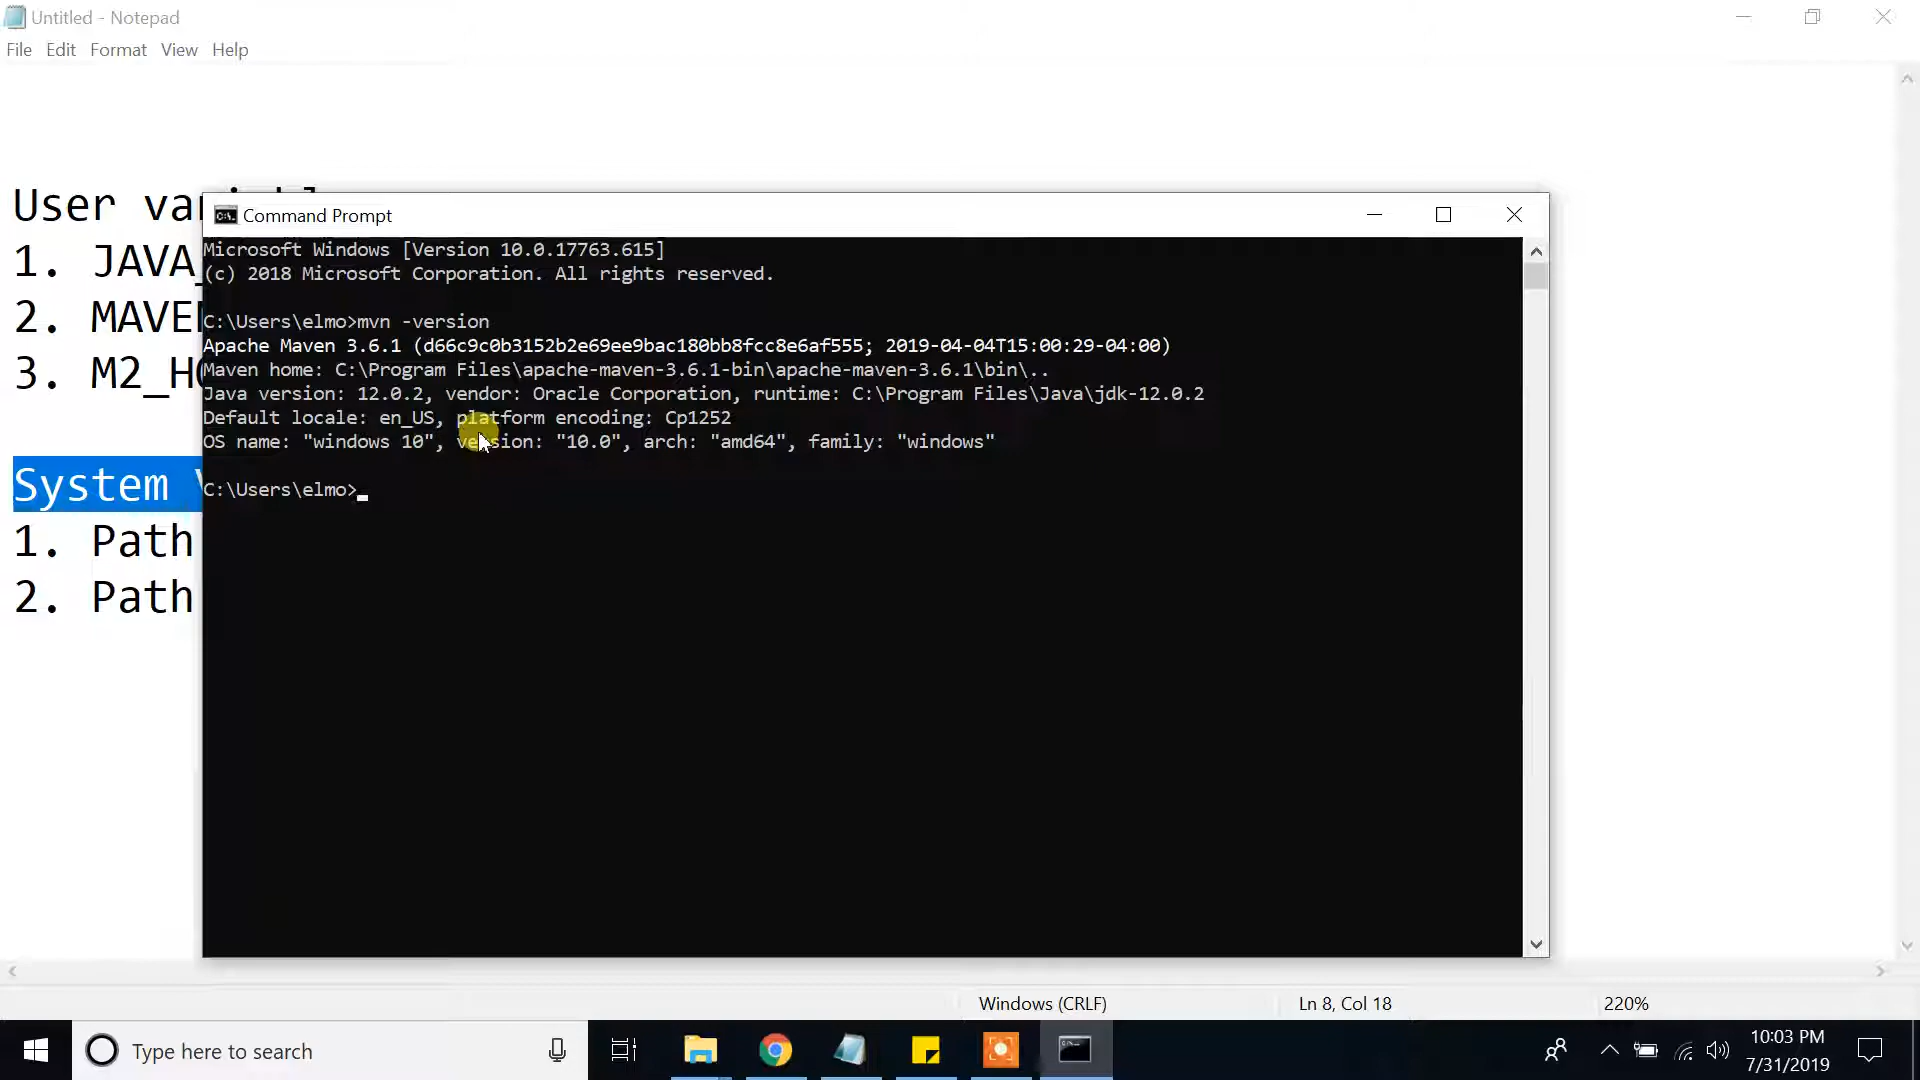 Untitled - Notepad
File Edit Format View Help
User
1. JAVA_
2. MAVEN
3. M2_HO
System
1. Path
2. Path
Command Prompt
Microsoft Windows [Version 10.0.17763.615]
(c) 2018 Microsoft Corporation. All rights reserved.
C:\Users\elmo>mvn -version
Apache Maven 3.6.1 (d66c9c0b3152b2e69ee9bac180bb8fcc8e6af555; 2019-04-04T15:00:29-04:00)
Maven home: C:\Program Files\apache-maven-3.6.1-bin\apache-maven-3.6.1\bin\..
Java version: 12.0.2, vendor: Oracle Corporation, runtime: C:\Program Files\Java\jdk-12.0.2
Default locale: en_US, platform encoding: Cp1252
OS name: "windows 10", version: "10.0", arch: "amd64", family: "windows"
C:\Users\elmo>
Windows (CRLF) Ln 8, Col 18 220%
Type here to search
10:03 PM
7/31/2019